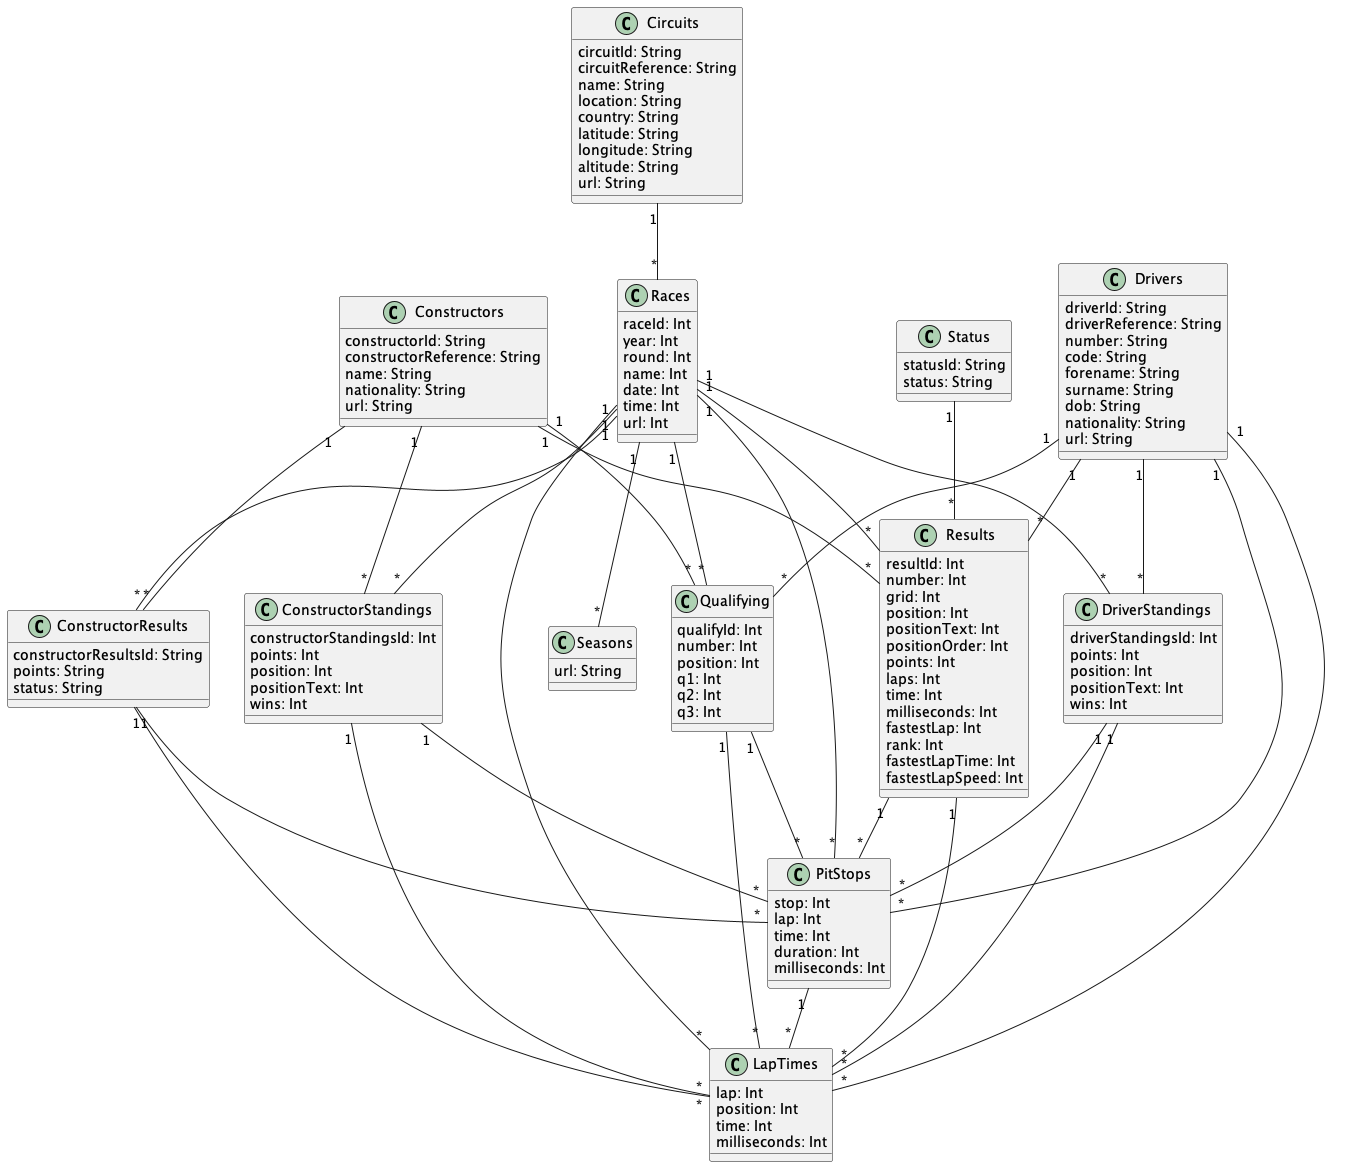 C Circuits
circuitId: String
circuitReference: String
name: String
location: String
country: String
latitude: String
longitude: String
altitude: String
url: String
1
*
C Constructors
constructorId: String
constructorReference: String
name: String
nationality: String
url: String
1
1
1
1
C Races
raceId: Int
year: Int
round: Int
name: Int
date: Int
time: Int
url: Int
1
1
1
1
1
1
1
1
C Status
statusId: String
status: String
1
*
C Drivers
driverId: String
driverReference: String
number: String
code: String
forename: String
surname: String
dob: String
nationality: String
url: String
1
1
1
1
1
* *
C ConstructorResults
constructorResultsId: String
points: String
status: String
1 1
* *
C ConstructorStandings
constructorStandingsId: Int
points: Int
position: Int
positionText: Int
wins: Int
1
1
*
C Seasons
url: String
* * *
C Qualifying
qualifyId: Int
number: Int
position: Int
q1: Int
q2: Int
q3: Int
1
1
* * *
C Results
resultId: Int
number: Int
grid: Int
position: Int
positionText: Int
positionOrder: Int
points: Int
laps: Int
time: Int
milliseconds: Int
fastestLap: Int
rank: Int
fastestLapTime: Int
fastestLapSpeed: Int
1
1
* *
C DriverStandings
driverStandingsId: Int
points: Int
position: Int
positionText: Int
wins: Int
1 1
* * *
* *
* *
C PitStops
stop: Int
lap: Int
time: Int
duration: Int
milliseconds: Int
1
* * *
* *
* *
*
C LapTimes
lap: Int
position: Int
time: Int
milliseconds: Int